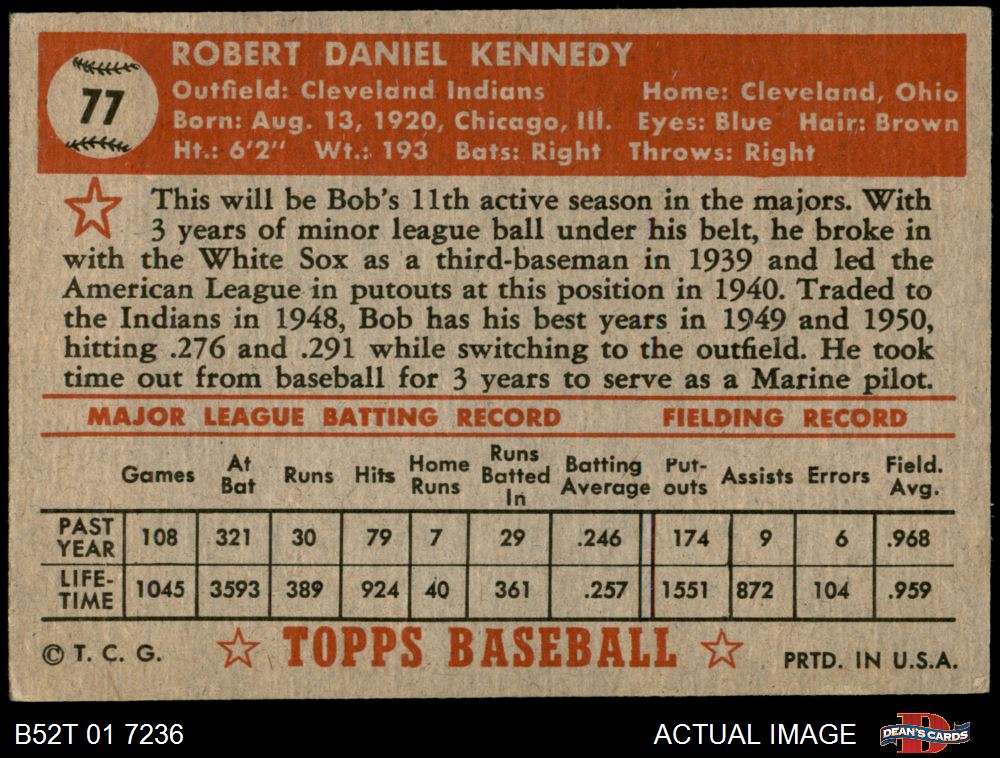 77
ROBERT DANIEL KENNEDY
Outfield: Cleveland Indians Home: Cleveland, Ohio
Born: Aug. 13, 1920, Chicago, Ill. Eyes: Blue Hair: Brown
Ht.: 6'2" Wt.: 193 Bats: Right Throws: Right
This will be Bob's 11th active season in the majors. With
3 years of minor league ball under his belt, he broke in
with the White Sox as a third-baseman in 1939 and led the
American League in putouts at this position in 1940. Traded to
the Indians in 1948, Bob has his best years in 1949 and 1950,
hitting .276 and .291 while switching to the outfield. He took
time out from baseball for 3 years to serve as a Marine pilot.
MAJOR LEAGUE BATTING RECORD FIELDING RECORD
Games At Bat Runs Hits Home Runs Runs Batted In Batting Average Put-outs Assists Errors Field. Avg.
PAST YEAR 108 321 30 79 7 29 .246 174 9 6 .968
LIFE-TIME 1045 3593 389 924 40 361 .257 1551 872 104 .959
© T. C. G. TOPPS BASEBALL PRTD. IN U.S.A.
B52T 01 7236 ACTUAL IMAGE DEAN'S CARDS